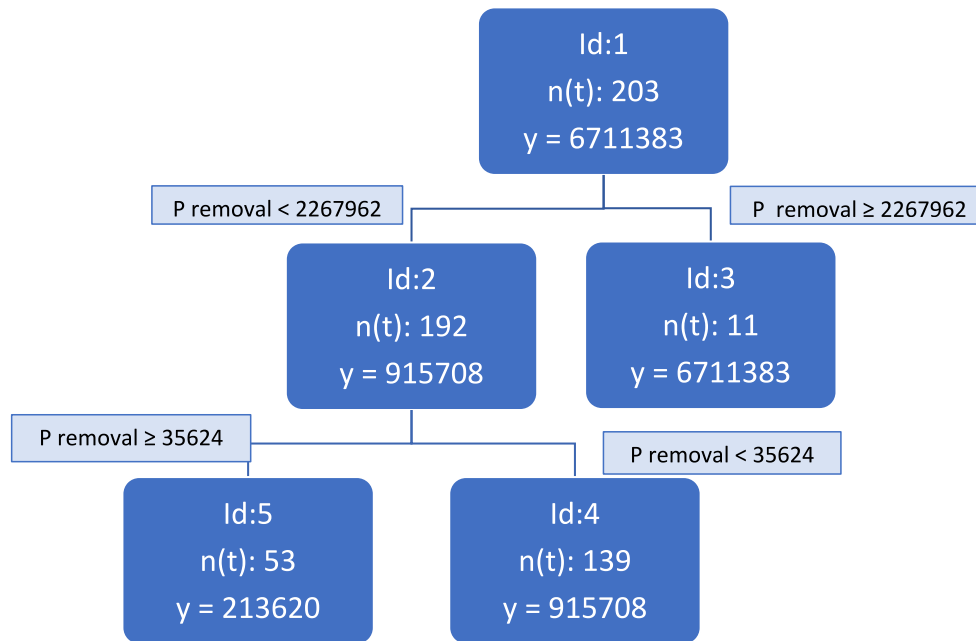 Id:1
n(t): 203
y = 6711383
P removal < 2267962
P removal ≥ 2267962
Id:2
n(t): 192
y = 915708
Id:3
n(t): 11
y = 6711383
P removal ≥ 35624
P removal < 35624
Id:5
n(t): 53
y = 213620
Id:4
n(t): 139
y = 915708